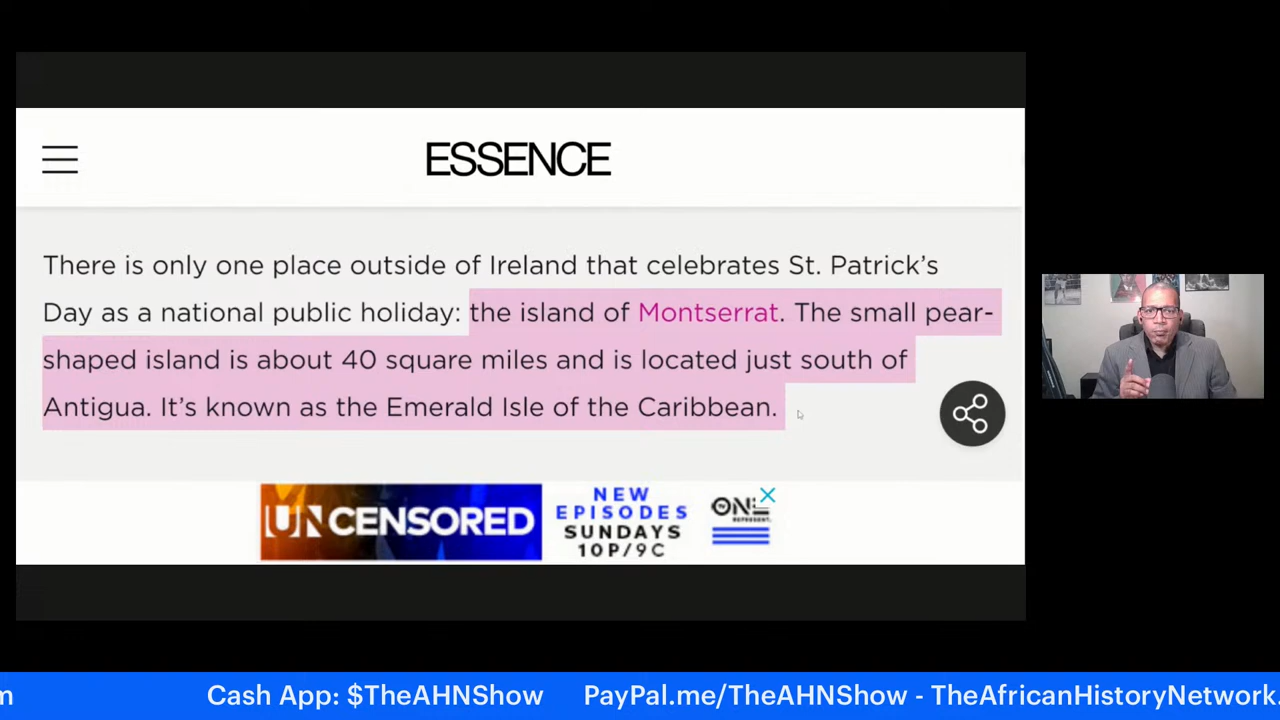 ESSENCE
There is only one place outside of Ireland that celebrates St. Patrick's
Day as a national public holiday: the island of Montserrat. The small pear-
shaped island is about 40 square miles and is located just south of
Antigua. It's known as the Emerald Isle of the Caribbean.
UNCENSORED
NEW
EPISODES
SUNDAYS
10P/9C
ONE
REPRESENT.
m Cash App: $TheAHNShow PayPal.me/TheAHNShow - TheAfricanHistoryNetwork.